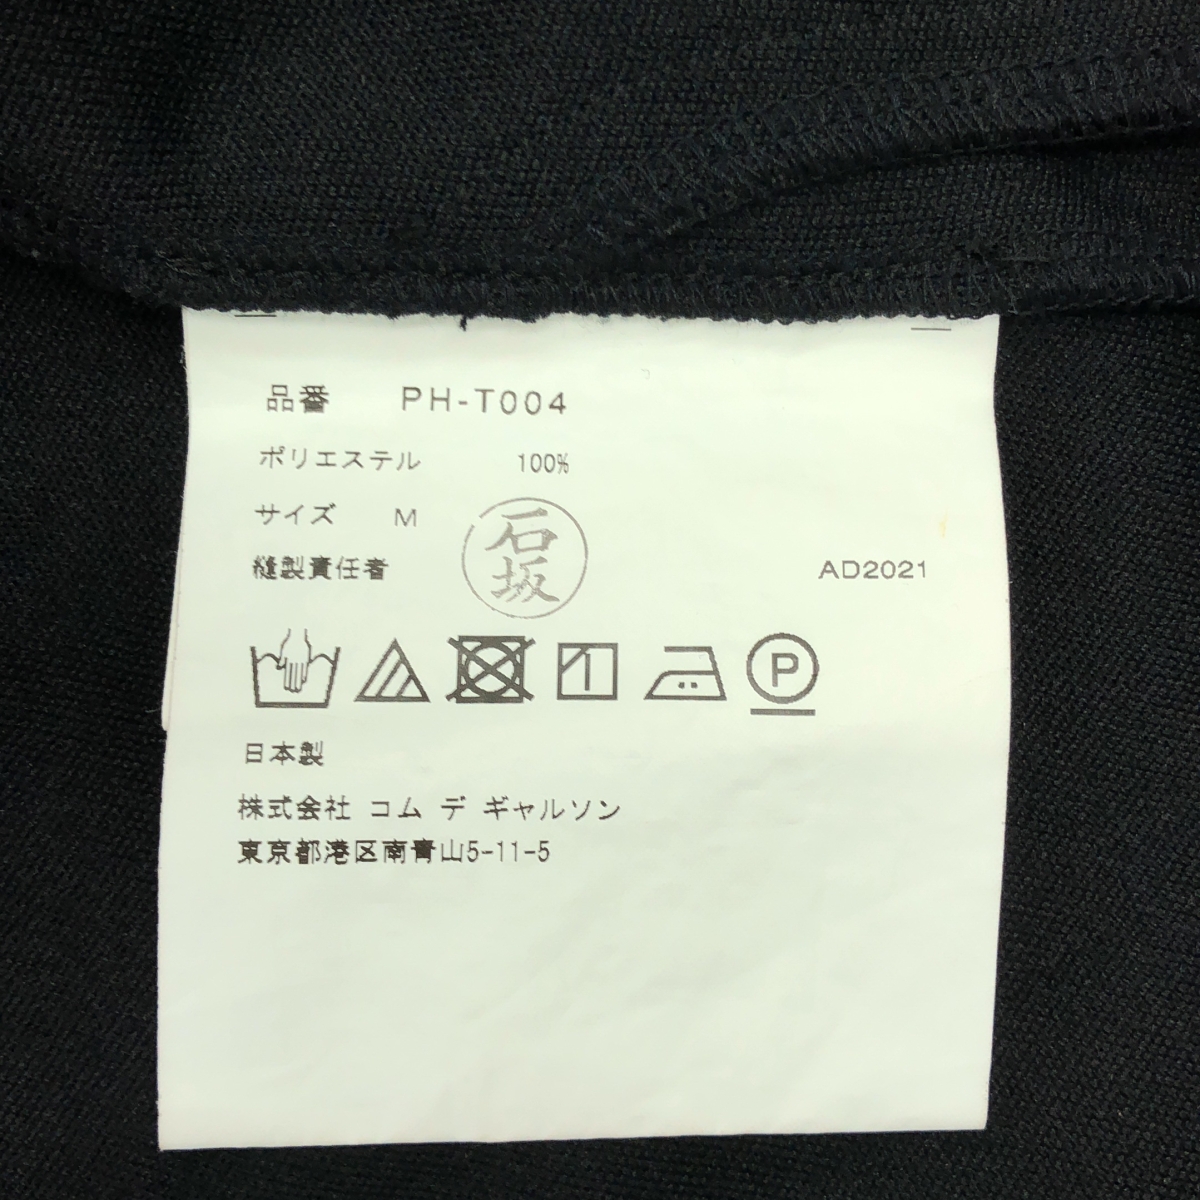 品番 PH-T004
ポリエステル 100%
サイズ M
石坂
縫製責任者 AD2021
P
日本製
株式会社 コム デ ギャルソン
東京都港区南青山5-11-5